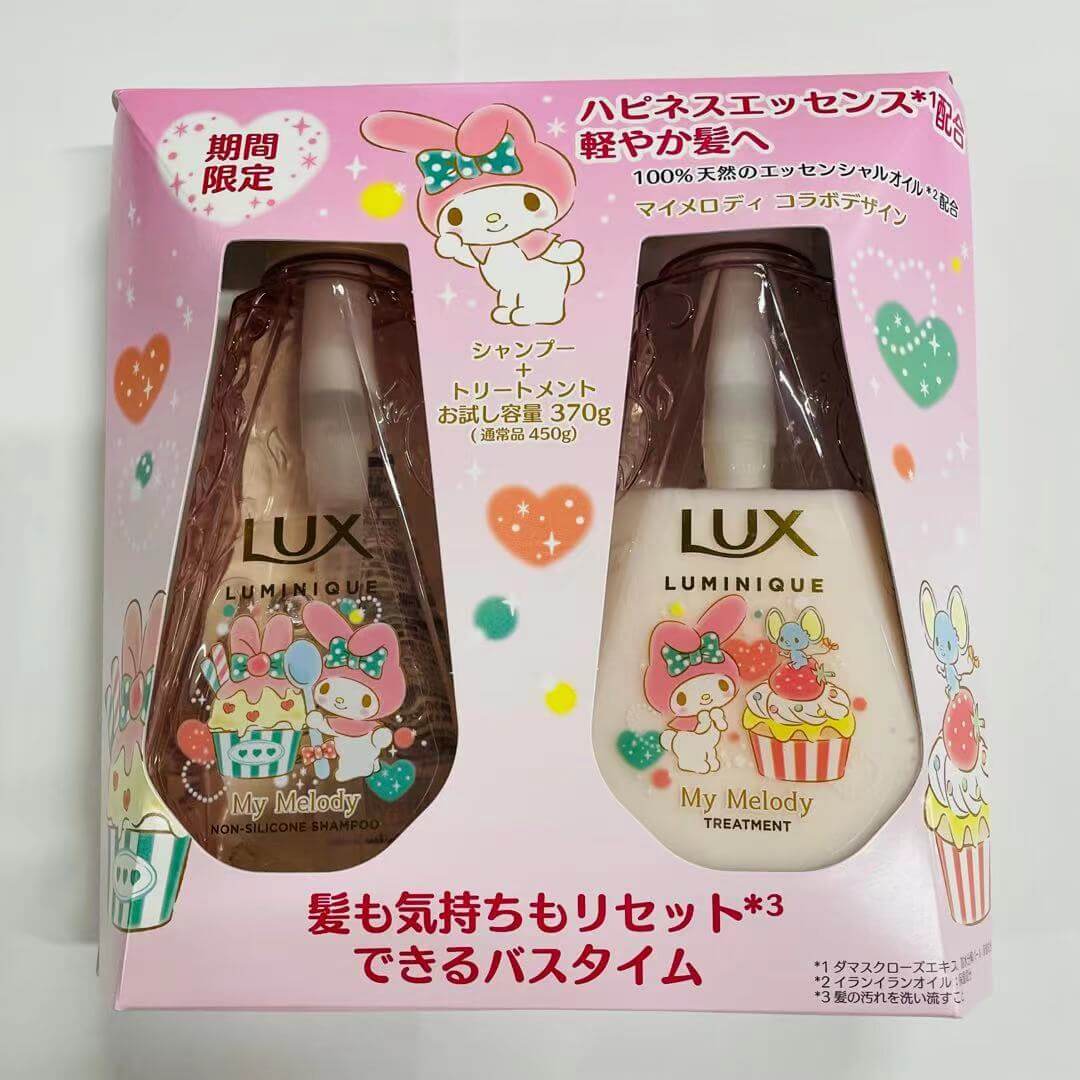 期間
限定
ハピネスエッセンス*1配合
軽やか髪へ
100%天然のエッセンシャルオイル*2配合
マイメロディ コラボデザイン
シャンプー
+
トリートメント
お試し容量 370g
(通常品 450g)
LUX
LUMINIQUE
My Melody
NON-SILICONE SHAMPOO
LUX
LUMINIQUE
My Melody
TREATMENT
髪も気持ちもリセット*3
できるバスタイム
*1 ダマスクローズエキス
*2 イランイランオイル
*3 髪の汚れを洗い流すこ